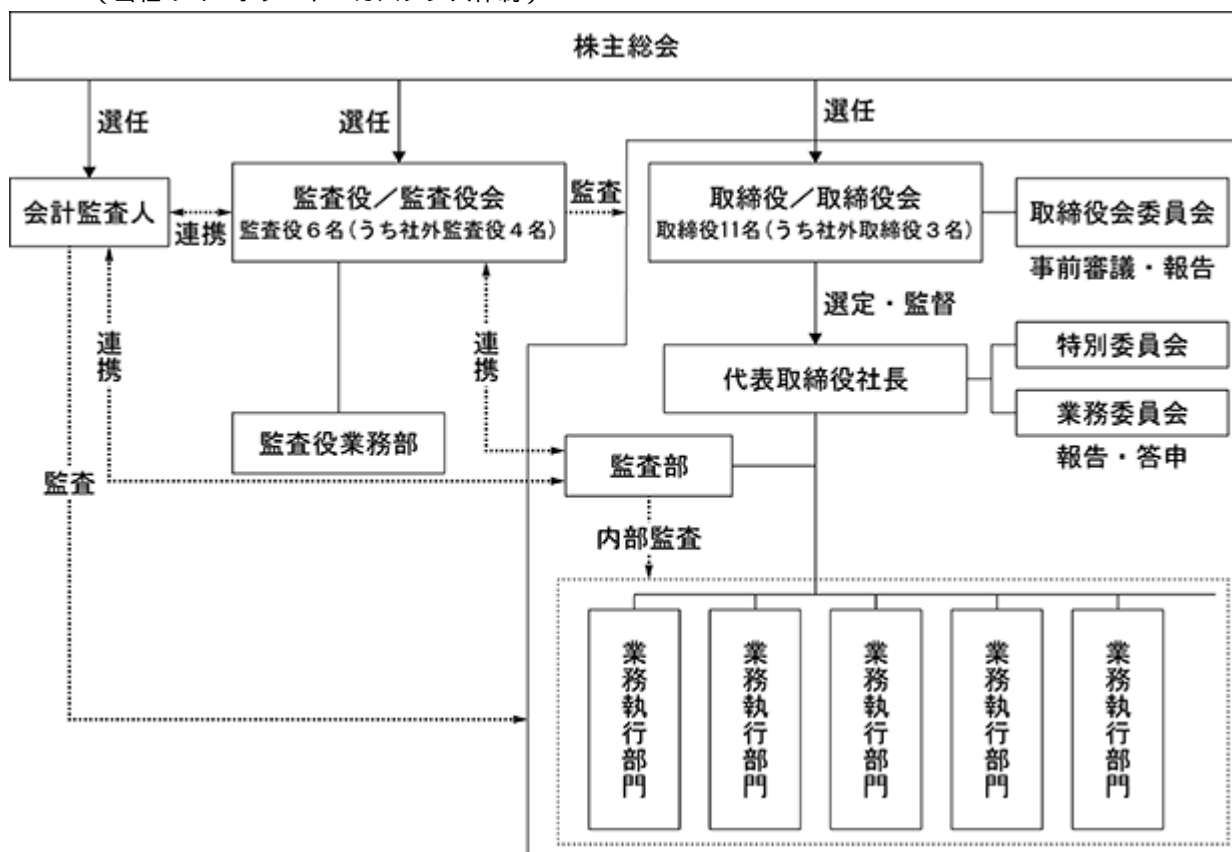 株主総会
選任
選任
選任
会計監査人
連携
監査役／監査役会
監査役６名（うち社外監査役４名）
監査
取締役／取締役会
取締役11名（うち社外取締役３名）
取締役会委員会
事前審議・報告
選定・監督
連携
連携
代表取締役社長
特別委員会
業務委員会
報告・答申
監査役業務部
監査部
監査
内部監査
業務執行部門
業務執行部門
業務執行部門
業務執行部門
業務執行部門